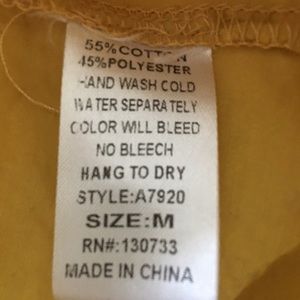 55%COTTON
45%POLYESTER
HAND WASH COLD
WATER SEPARATELY
COLOR WILL BLEED
NO BLEECH
HANG TO DRY
STYLE:A7920
SIZE:M
RN#:130733
MADE IN CHINA